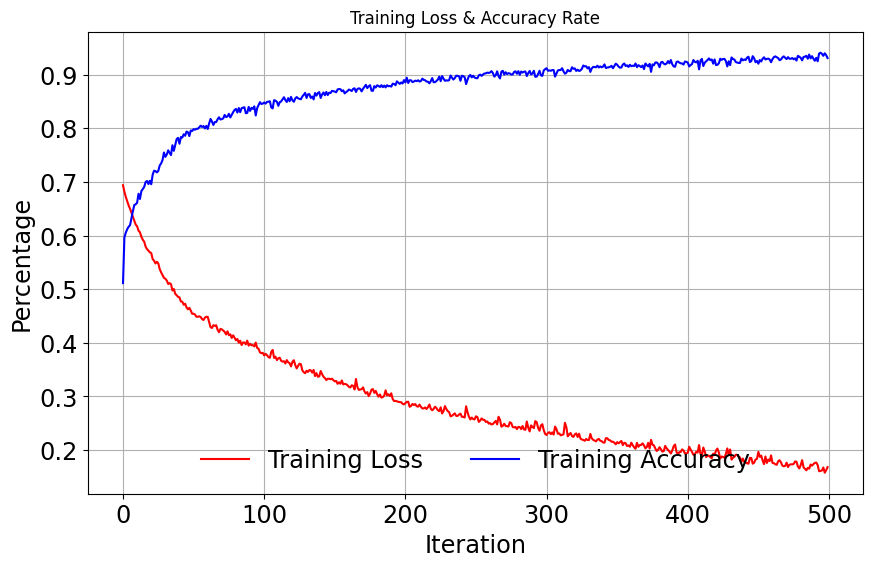 Training Loss & Accuracy Rate
0.9
0.8
0.7
0.6
0.5
0.4
0.3
0.2
Percentage
Training Loss
Training Accuracy
0 100 200 300 400 500
Iteration